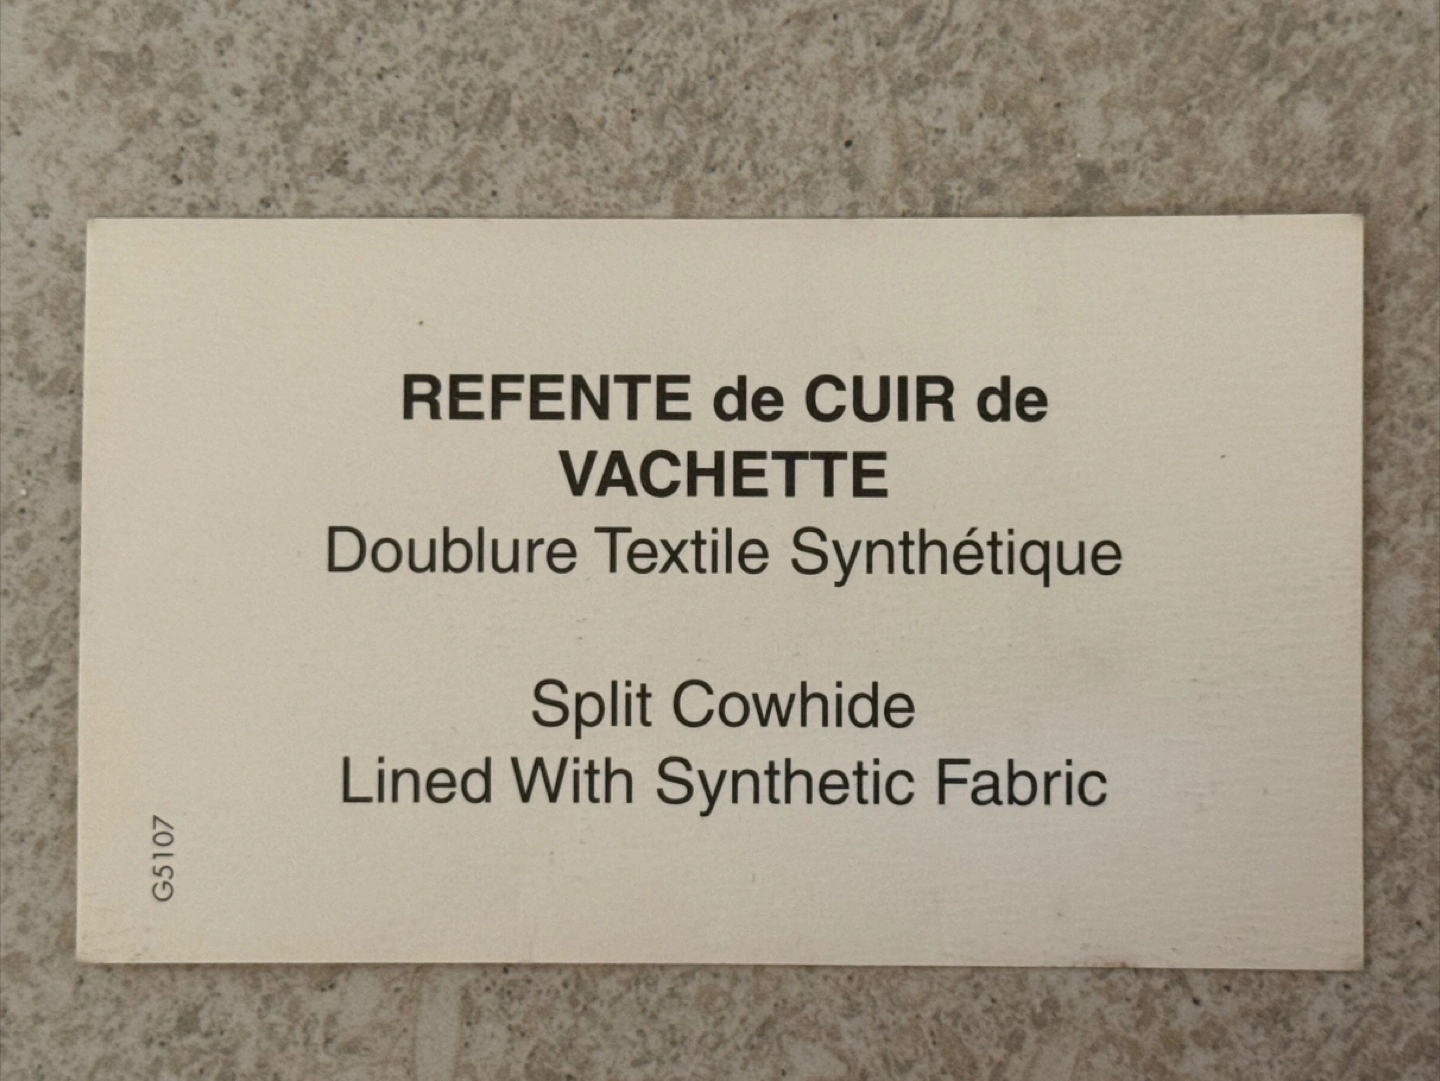 REFENTE de CUIR de
VACHETTE
Doublure Textile Synthétique
Split Cowhide
Lined With Synthetic Fabric
G5107